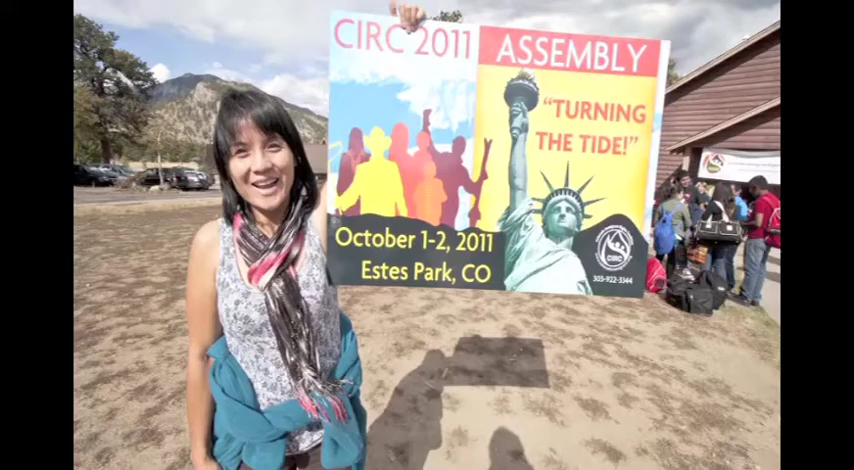 CIRC 2011
ASSEMBLY
"TURNING
THE TIDE!"
October 1-2, 2011
Estes Park, CO
CIRC
303-922-3344